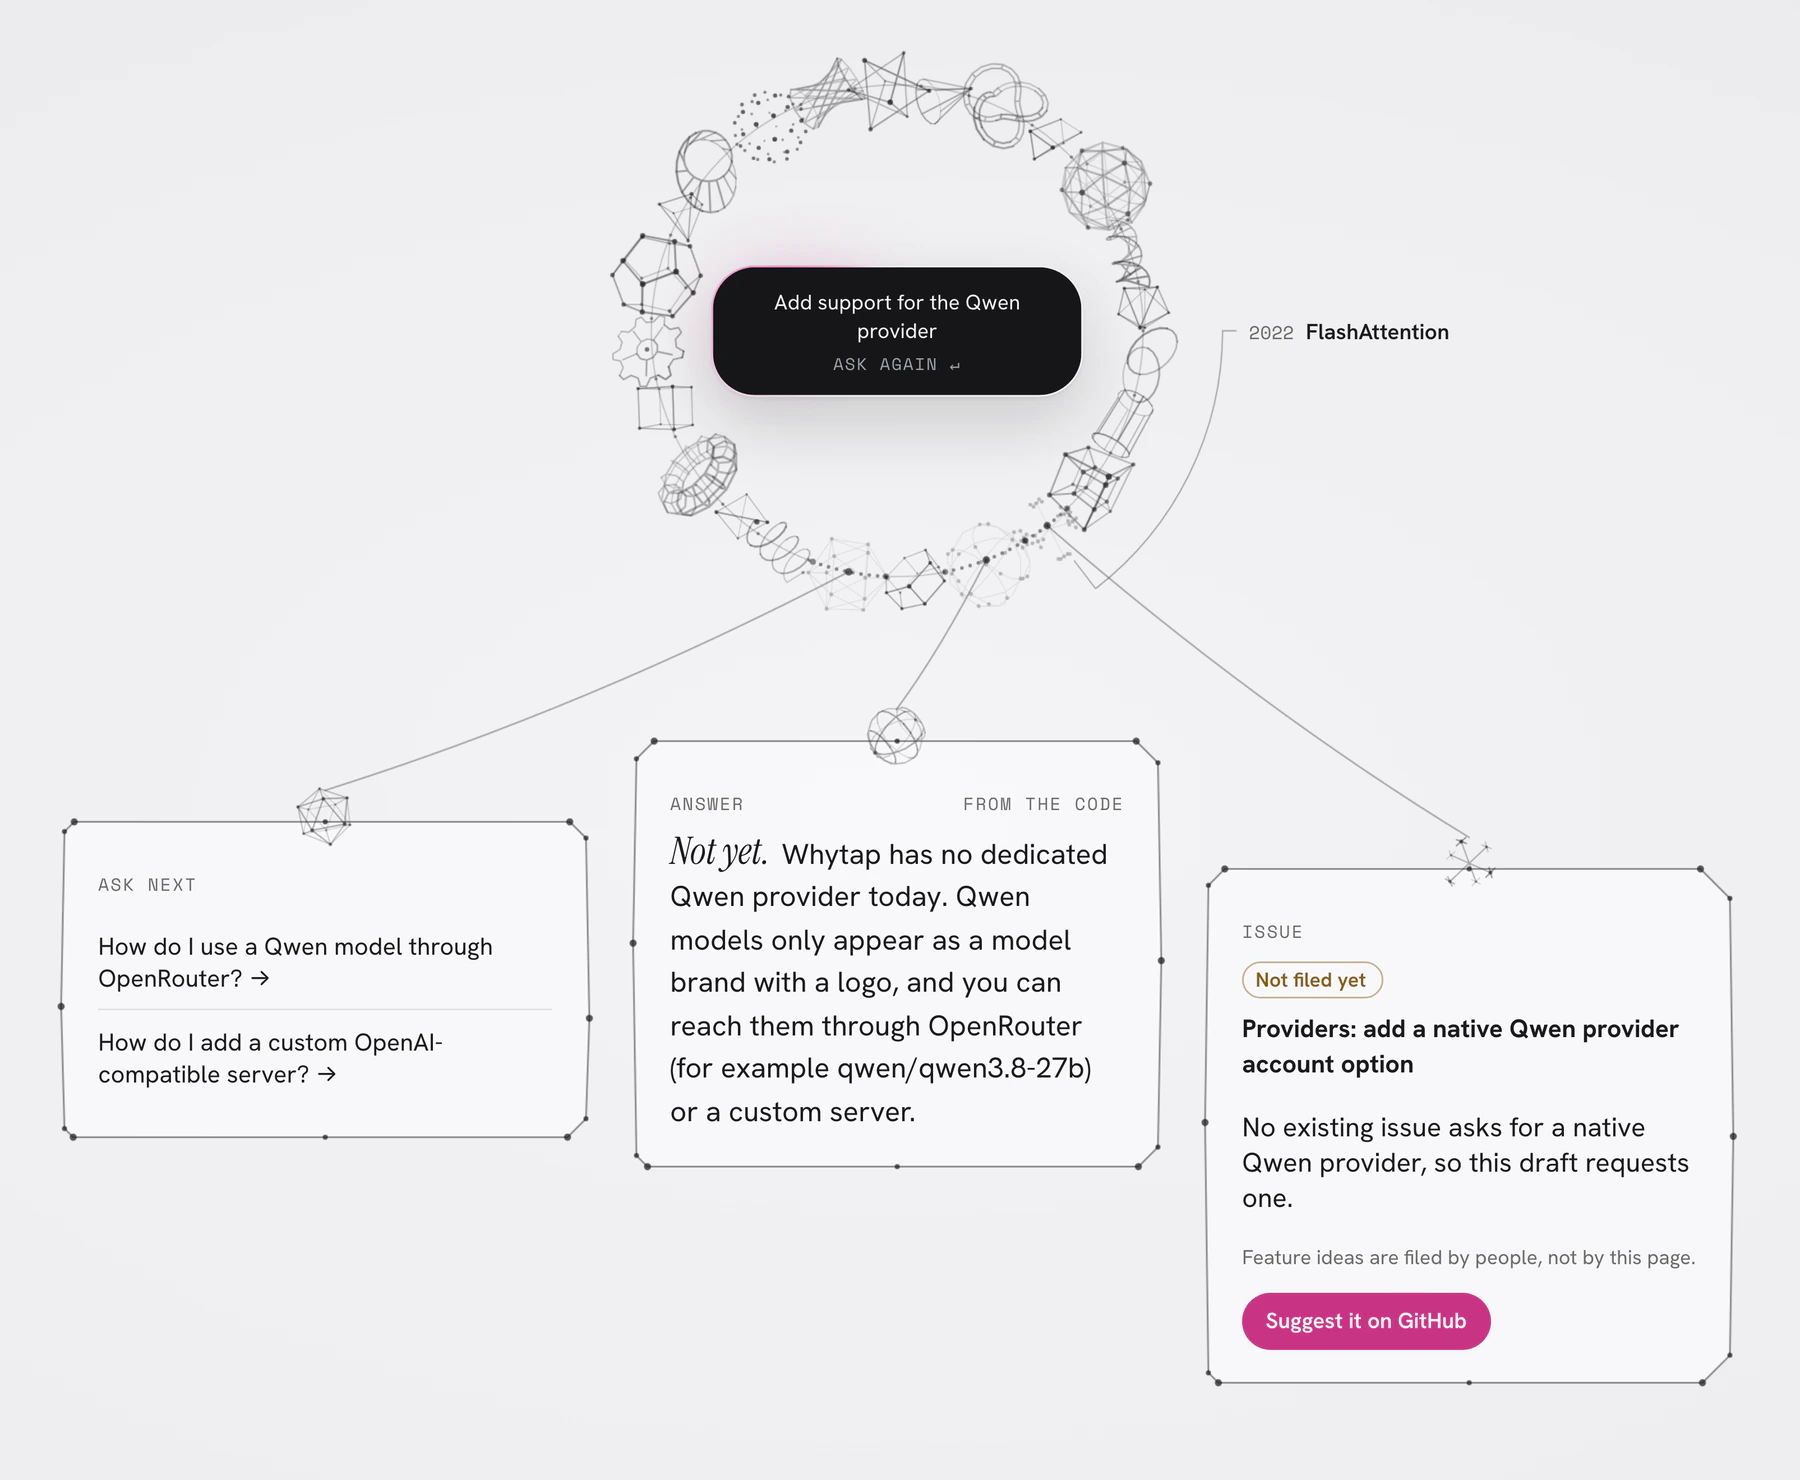 Add support for the Qwen
provider
ASK AGAIN ↵
2022 FlashAttention
ASK NEXT
How do I use a Qwen model through
OpenRouter? →
How do I add a custom OpenAI-
compatible server? →
ANSWER FROM THE CODE
Not yet. Whytap has no dedicated
Qwen provider today. Qwen
models only appear as a model
brand with a logo, and you can
reach them through OpenRouter
(for example qwen/qwen3.8-27b)
or a custom server.
ISSUE
Not filed yet
Providers: add a native Qwen provider
account option
No existing issue asks for a native
Qwen provider, so this draft requests
one.
Feature ideas are filed by people, not by this page.
Suggest it on GitHub